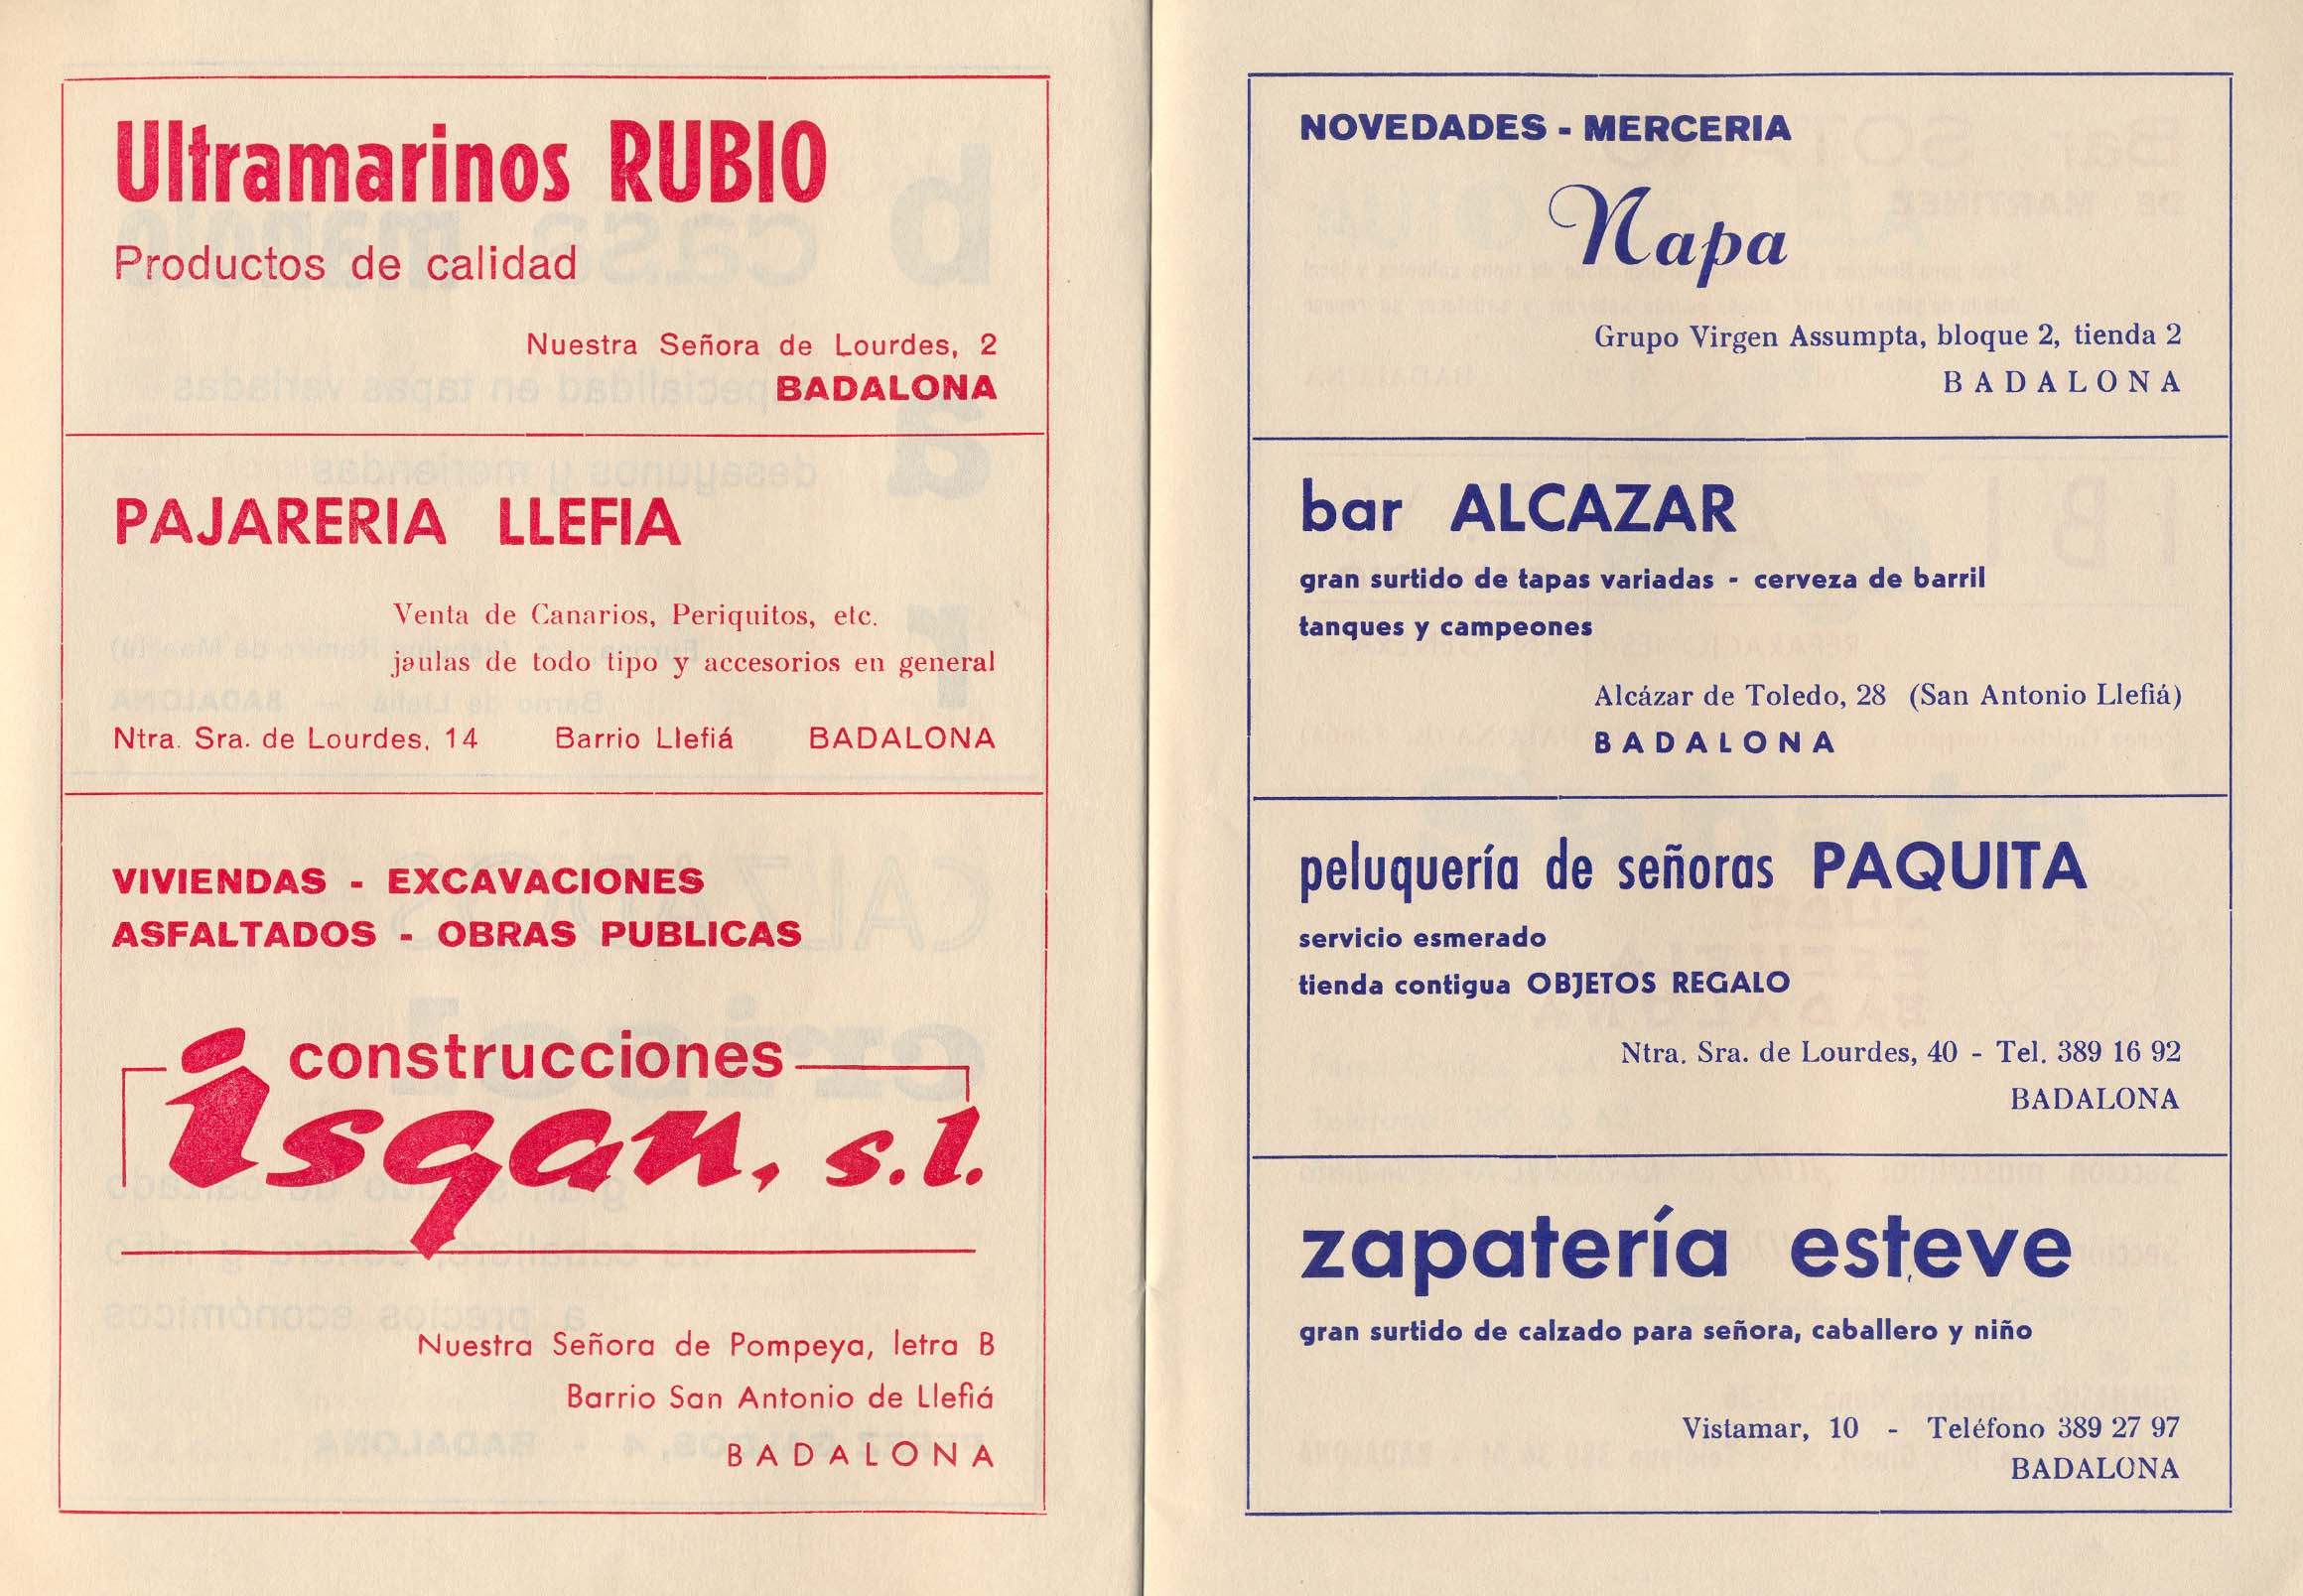 Ultramarinos RUBIO
Productos de calidad
Nuestra Señora de Lourdes, 2
BADALONA
PAJARERIA LLEFIA
Venta de Canarios, Periquitos, etc.
jaulas de todo tipo y accesorios en general
Ntra. Sra. de Lourdes, 14 Barrio Llefiá BADALONA
VIVIENDAS - EXCAVACIONES
ASFALTADOS - OBRAS PUBLICAS
construcciones
isgan, s.l.
Nuestra Señora de Pompeya, letra B
Barrio San Antonio de Llefiá
BADALONA
NOVEDADES - MERCERIA
Napa
Grupo Virgen Assumpta, bloque 2, tienda 2
BADALONA
bar ALCAZAR
gran surtido de tapas variadas - cerveza de barril
tanques y campeones
Alcázar de Toledo, 28 (San Antonio Llefiá)
BADALONA
peluquería de señoras PAQUITA
servicio esmerado
tienda contigua OBJETOS REGALO
Ntra. Sra. de Lourdes, 40 - Tel. 389 16 92
BADALONA
zapatería esteve
gran surtido de calzado para señora, caballero y niño
Vistamar, 10 - Teléfono 389 27 97
BADALONA